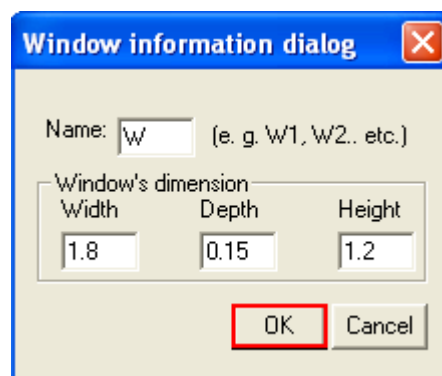 Window information dialog
Name: W (e. g. W1, W2.. etc.)
Window's dimension
Width Depth Height
1.8 0.15 1.2
OK Cancel